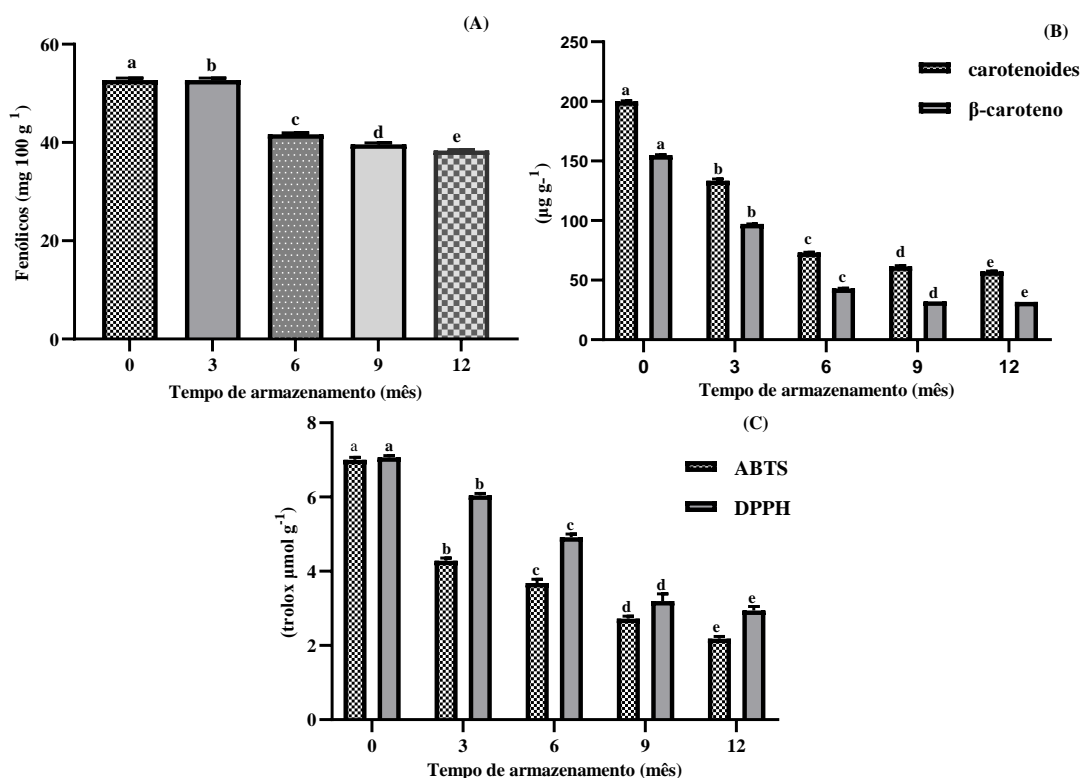 (A)
60
40
20
0
Fenólicos (mg 100 g⁻¹)
a
b
c
d
e
0 3 6 9 12
Tempo de armazenamento (mês)
(B)
250
200
150
100
50
0
(µg g-¹)
carotenoides
β-caroteno
a
a
b
b
c
c
d
d
e
e
0 3 6 9 12
Tempo de armazenamento (mês)
(C)
8
6
4
2
0
(trolox µmol g⁻¹)
ABTS
DPPH
a a
b
b
c
c
d
d
e
e
0 3 6 9 12
Tempo de armazenamento (mês)